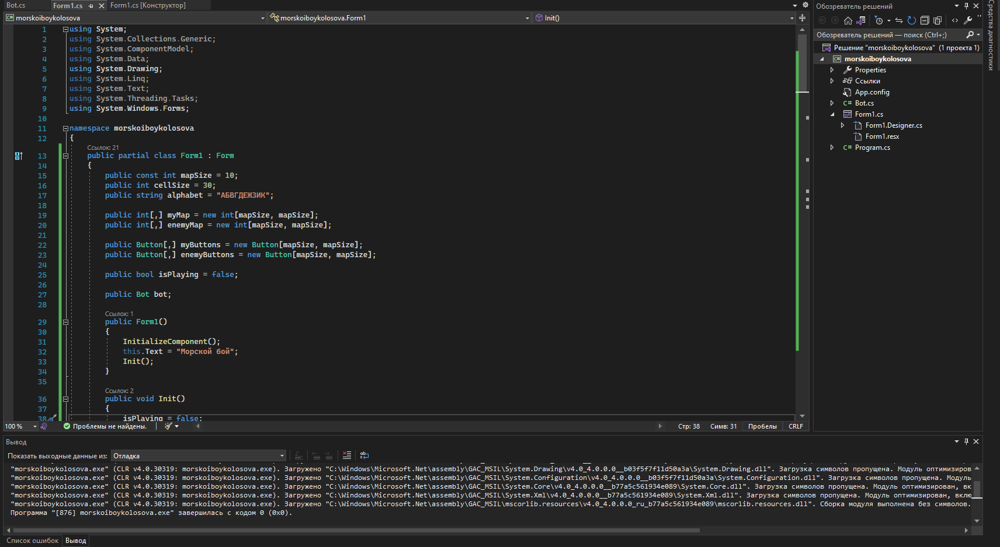 Bot.cs
Form1.cs
Form1.cs [Конструктор]
morskoiboykolosova
morskoiboykolosova.Form1
Init()
1 using System;
2 using System.Collections.Generic;
3 using System.ComponentModel;
4 using System.Data;
5 using System.Drawing;
6 using System.Linq;
7 using System.Text;
8 using System.Threading.Tasks;
9 using System.Windows.Forms;
10
11 namespace morskoiboykolosova
12 {
Ссылок: 21
13 public partial class Form1 : Form
14 {
15 public const int mapSize = 10;
16 public int cellSize = 30;
17 public string alphabet = "АБВГДЕЖЗИК";
18
19 public int[,] myMap = new int[mapSize, mapSize];
20 public int[,] enemyMap = new int[mapSize, mapSize];
21
22 public Button[,] myButtons = new Button[mapSize, mapSize];
23 public Button[,] enemyButtons = new Button[mapSize, mapSize];
24
25 public bool isPlaying = false;
26
27 public Bot bot;
28
Ссылок: 1
29 public Form1()
30 {
31 InitializeComponent();
32 this.Text = "Морской бой";
33 Init();
34 }
35
Ссылок: 2
36 public void Init()
37 {
38 isPlaying = false;
100 %
Проблемы не найдены.
Стр: 38 Симв: 31 Пробелы CRLF
Обозреватель решений
Обозреватель решений — поиск (Ctrl+;)
Решение "morskoiboykolosova" (1 проекта 1)
C# morskoiboykolosova
Properties
Ссылки
App.config
C# Bot.cs
Form1.cs
Form1.Designer.cs
Form1.resx
C# Program.cs
Средства диагностики
Вывод
Показать выходные данные из: Отладка
"morskoiboykolosova.exe" (CLR v4.0.30319: morskoiboykolosova.exe). Загружено "C:\Windows\Microsoft.Net\assembly\GAC_MSIL\System.Drawing\v4.0_4.0.0.0__b03f5f7f11d50a3a\System.Drawing.dll". Загрузка символов пропущена. Модуль оптимизиров
"morskoiboykolosova.exe" (CLR v4.0.30319: morskoiboykolosova.exe). Загружено "C:\Windows\Microsoft.Net\assembly\GAC_MSIL\System.Configuration\v4.0_4.0.0.0__b03f5f7f11d50a3a\System.Configuration.dll". Загрузка символов пропущена. Модуль
"morskoiboykolosova.exe" (CLR v4.0.30319: morskoiboykolosova.exe). Загружено "C:\Windows\Microsoft.Net\assembly\GAC_MSIL\System.Core\v4.0_4.0.0.0__b77a5c561934e089\System.Core.dll". Загрузка символов пропущена. Модуль оптимизирован, вк
"morskoiboykolosova.exe" (CLR v4.0.30319: morskoiboykolosova.exe). Загружено "C:\Windows\Microsoft.Net\assembly\GAC_MSIL\System.Xml\v4.0_4.0.0.0__b77a5c561934e089\System.Xml.dll". Загрузка символов пропущена. Модуль оптимизирован, вклю
"morskoiboykolosova.exe" (CLR v4.0.30319: morskoiboykolosova.exe). Загружено "C:\Windows\Microsoft.Net\assembly\GAC_MSIL\mscorlib.resources\v4.0_4.0.0.0_ru_b77a5c561934e089\mscorlib.resources.dll". Сборка модуля выполнена без символов.
Программа "[876] morskoiboykolosova.exe" завершилась с кодом 0 (0x0).
Список ошибок
Вывод